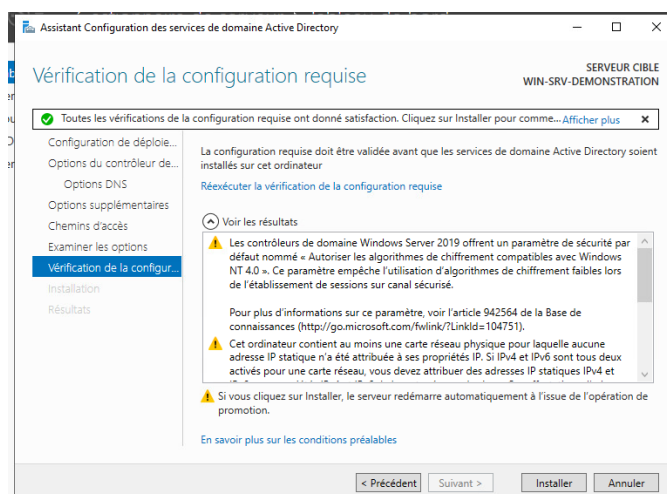 Assistant Configuration des services de domaine Active Directory
Vérification de la configuration requise
SERVEUR CIBLE
WIN-SRV-DEMONSTRATION
Toutes les vérifications de la configuration requise ont donné satisfaction. Cliquez sur Installer pour comme... Afficher plus
Configuration de déploie...
Options du contrôleur de...
Options DNS
Options supplémentaires
Chemins d'accès
Examiner les options
Vérification de la configur...
Installation
Résultats
La configuration requise doit être validée avant que les services de domaine Active Directory soient
installés sur cet ordinateur
Réexécuter la vérification de la configuration requise
Voir les résultats
Les contrôleurs de domaine Windows Server 2019 offrent un paramètre de sécurité par
défaut nommé « Autoriser les algorithmes de chiffrement compatibles avec Windows
NT 4.0 ». Ce paramètre empêche l'utilisation d'algorithmes de chiffrement faibles lors
de l'établissement de sessions sur canal sécurisé.
Pour plus d'informations sur ce paramètre, voir l'article 942564 de la Base de
connaissances (http://go.microsoft.com/fwlink/?LinkId=104751).
Cet ordinateur contient au moins une carte réseau physique pour laquelle aucune
adresse IP statique n'a été attribuée à ses propriétés IP. Si IPv4 et IPv6 sont tous deux
activés pour une carte réseau, vous devez attribuer des adresses IP statiques IPv4 et
Si vous cliquez sur Installer, le serveur redémarre automatiquement à l'issue de l'opération de
promotion.
En savoir plus sur les conditions préalables
< Précédent
Suivant >
Installer
Annuler